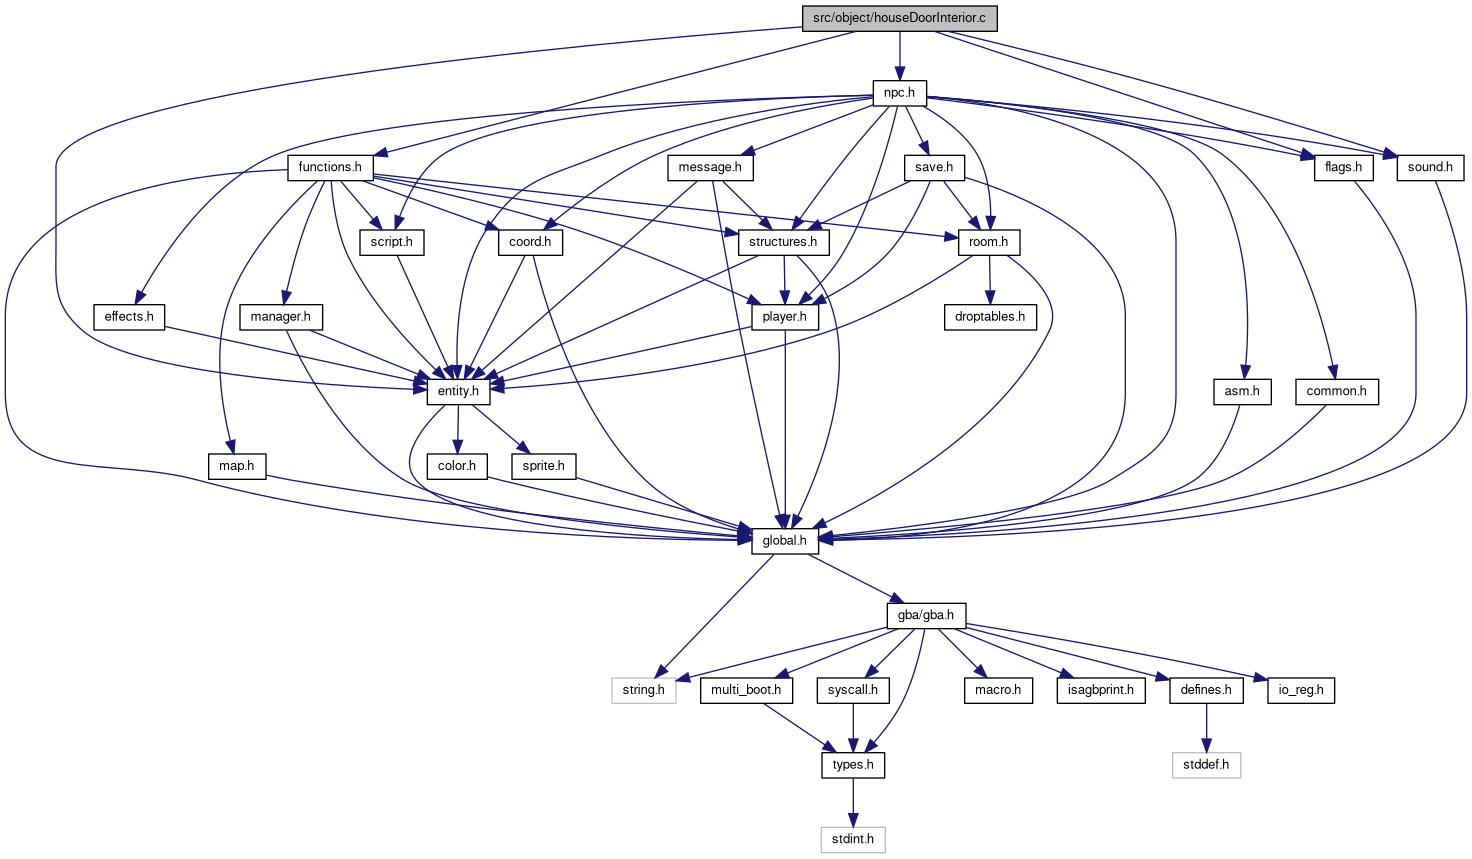 src/object/houseDoorInterior.c
npc.h
functions.h
message.h
save.h
flags.h
sound.h
script.h
coord.h
structures.h
room.h
effects.h
manager.h
player.h
droptables.h
entity.h
asm.h
common.h
map.h
color.h
sprite.h
global.h
gba/gba.h
string.h
multi_boot.h
syscall.h
macro.h
isagbprint.h
defines.h
io_reg.h
types.h
stddef.h
stdint.h